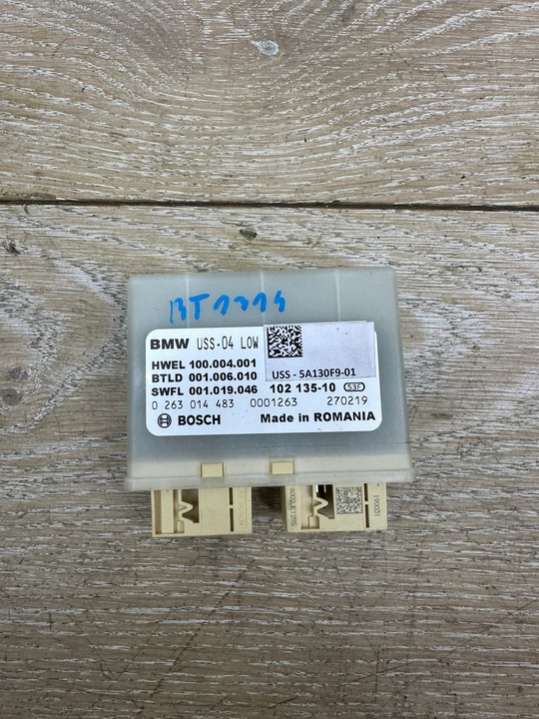 BT1314
BMW USS-04 LOW
USS - 5A130F9-01
HWEL 100.004.001
BTLD 001.006.010
SWFL 001.019.046 102 135-10
0 263 014 483 0001263 270219
BOSCH Made in ROMANIA